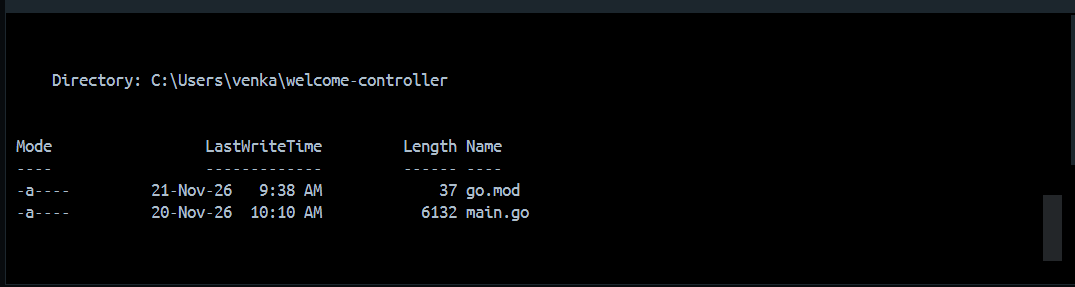 Directory: C:\Users\venka\welcome-controller
Mode                 LastWriteTime         Length Name
----                 -------------         ------ ----
-a----        21-Nov-26   9:38 AM             37 go.mod
-a----        20-Nov-26  10:10 AM           6132 main.go